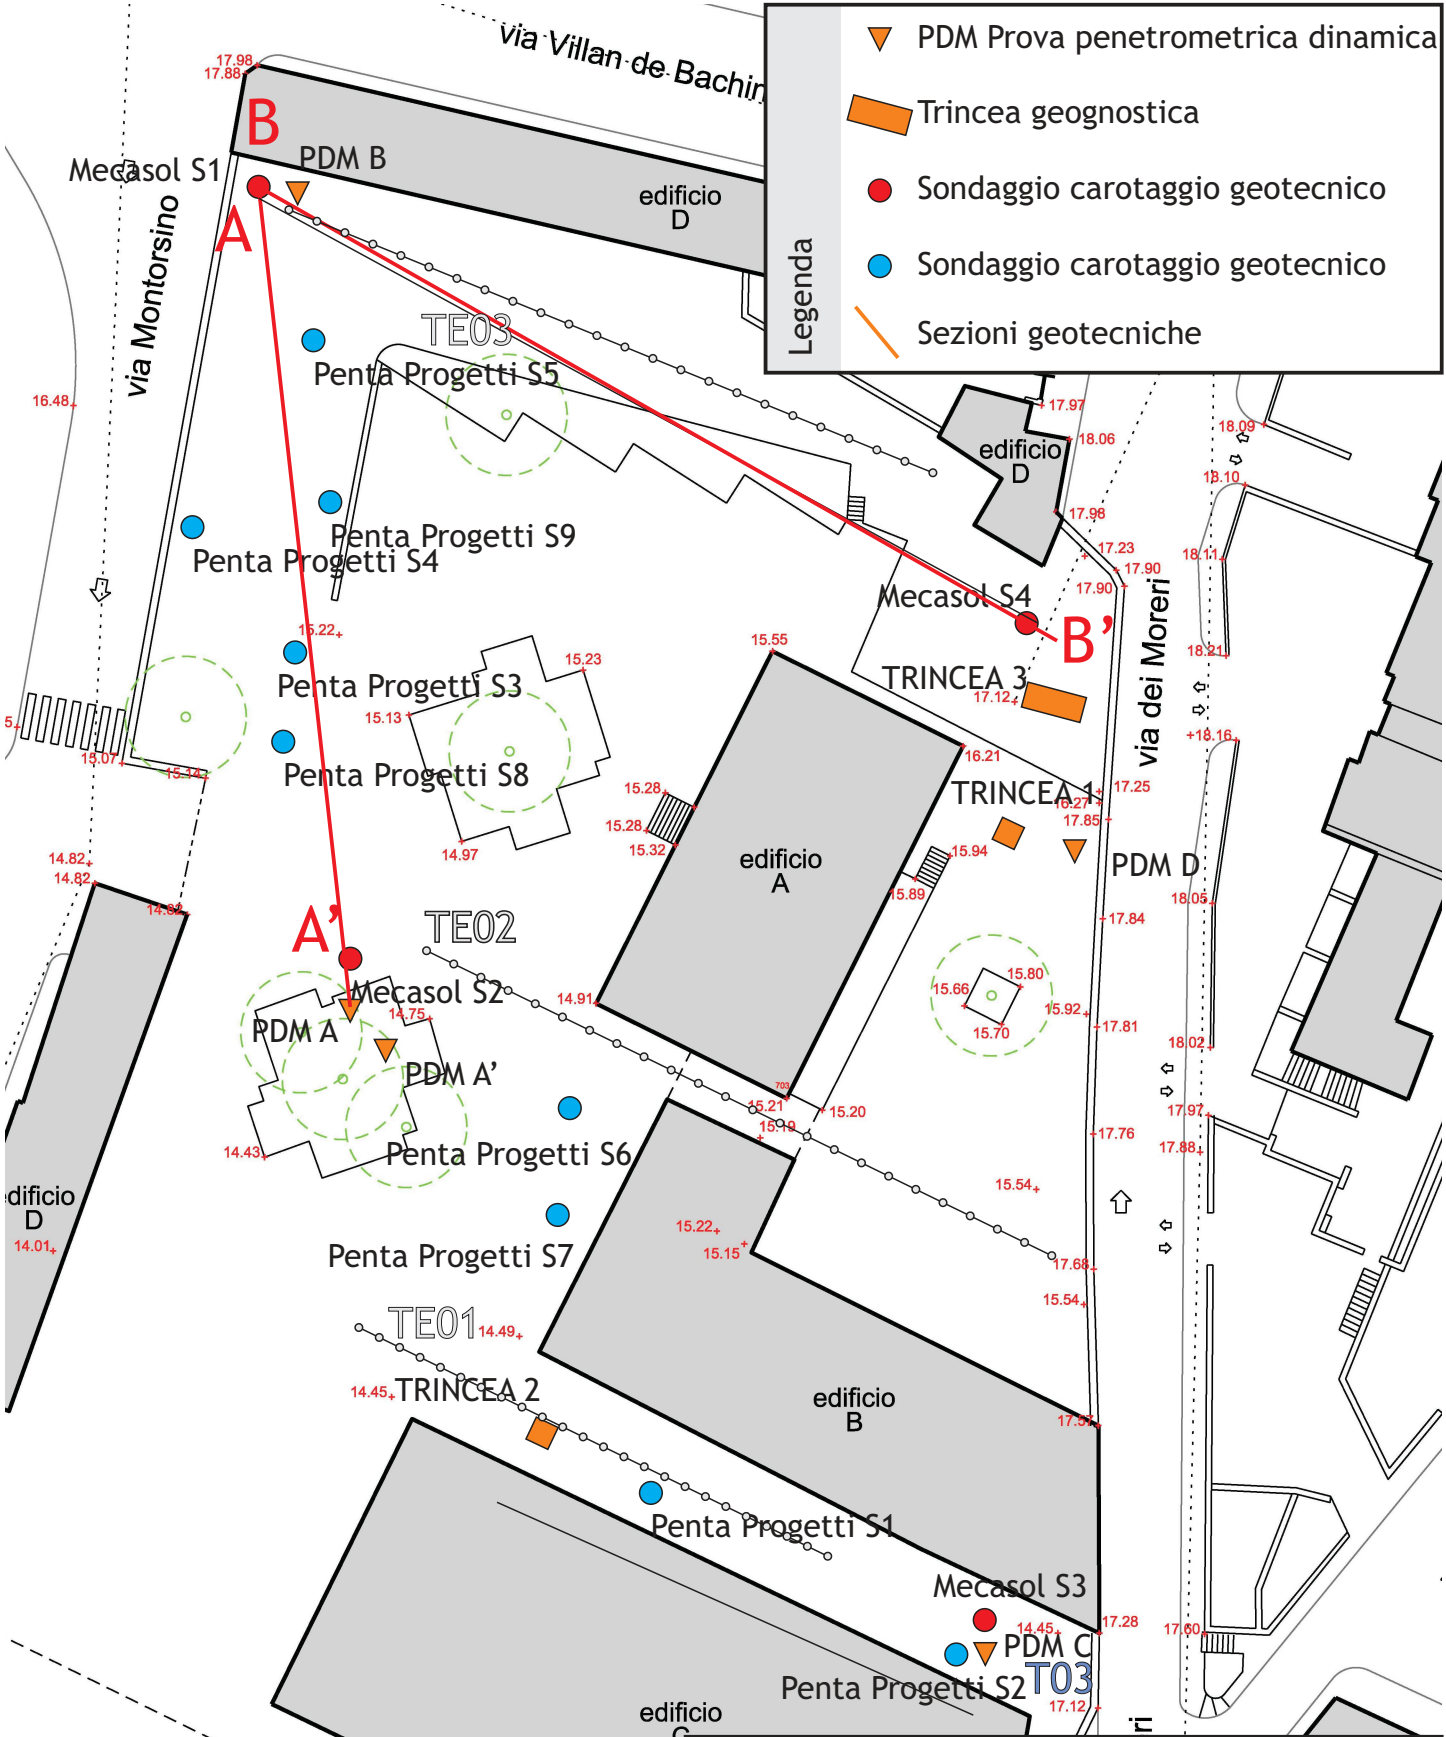 via Villan de Bachin
PDM Prova penetrometrica dinamica
Trincea geognostica
Sondaggio carotaggio geotecnico
Sondaggio carotaggio geotecnico
Sezioni geotecniche
Legenda
17.98
17.88
B
PDM B
Mecasol S1
A
edificio
D
via Montorsino
TE03
Penta Progetti S5
16.48
17.97
18.06
edificio
D
18.09
18.10
17.98
Penta Progetti S9
Penta Progetti S4
17.23
17.90
17.90
18.11
Mecasol S4
B'
15.22
15.55
18.21
15.23
Penta Progetti S3
TRINCEA 3
17.12
via dei Moreri
15.13
18.16
15.07
15.14
Penta Progetti S8
16.21
15.28
17.25
TRINCEA 1
16.27
17.85
15.28
15.32
14.97
15.94
14.82
14.82
edificio
A
PDM D
15.89
18.05
14.82
A'
TE02
17.84
15.80
15.66
Mecasol S2
14.91
14.75
15.92
15.70
17.81
PDM A
18.02
PDM A'
703
15.21
15.20
17.97
15.19
17.76
17.88
14.43
Penta Progetti S6
15.54
edificio
D
14.01
15.22
15.15
Penta Progetti S7
17.68
15.54
TE01
14.49
14.45
TRINCEA 2
edificio
B
17.57
Penta Progetti S1
Mecasol S3
14.45
17.28
17.60
PDM C
T03
Penta Progetti S2
17.12
edificio
C
ri